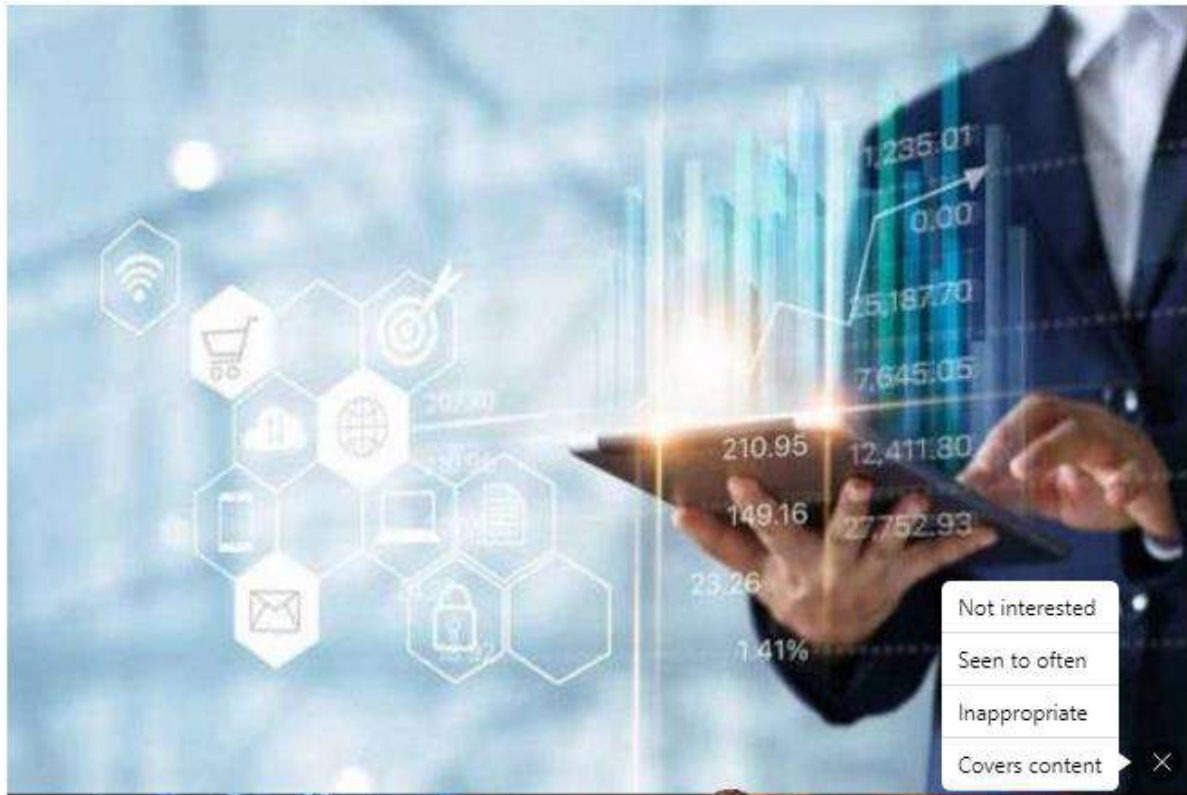 1,235.01
0.00
25,187.70
7,645.05
210.95 12,411.80
149.16 27,752.93
23,26
1.41%
Not interested
Seen to often
Inappropriate
Covers content